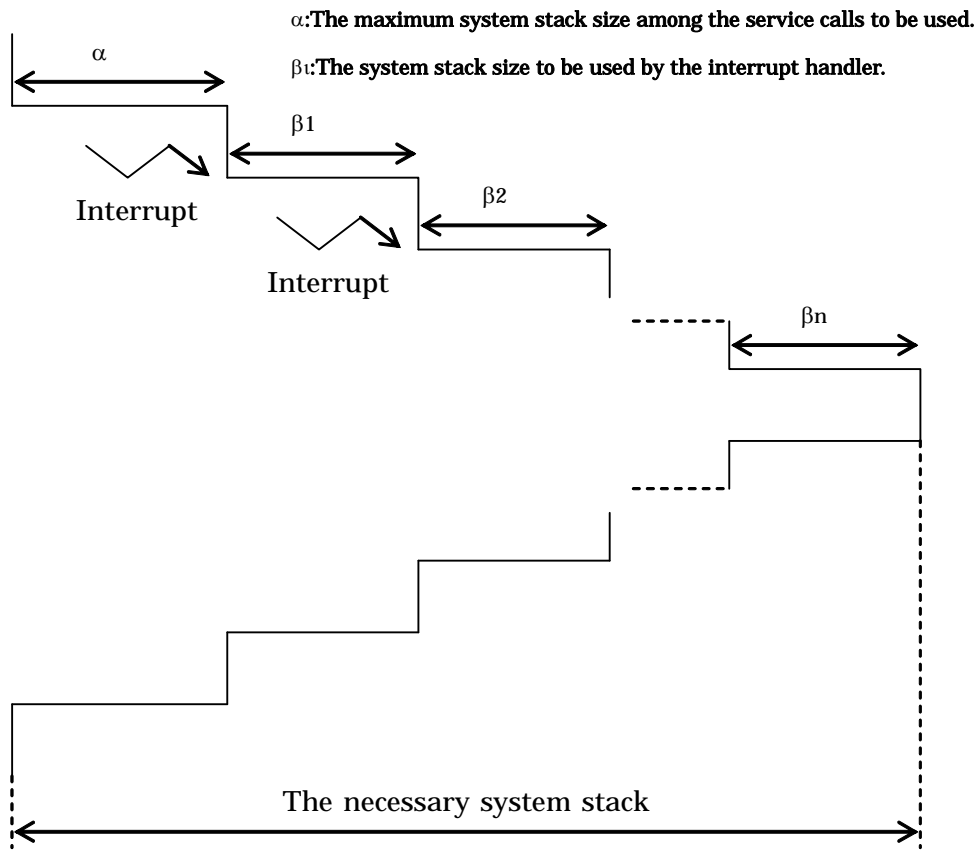 α:The maximum system stack size among the service calls to be used.
α
βι:The system stack size to be used by the interrupt handler.
β1
Interrupt
β2
Interrupt
βn
The necessary system stack